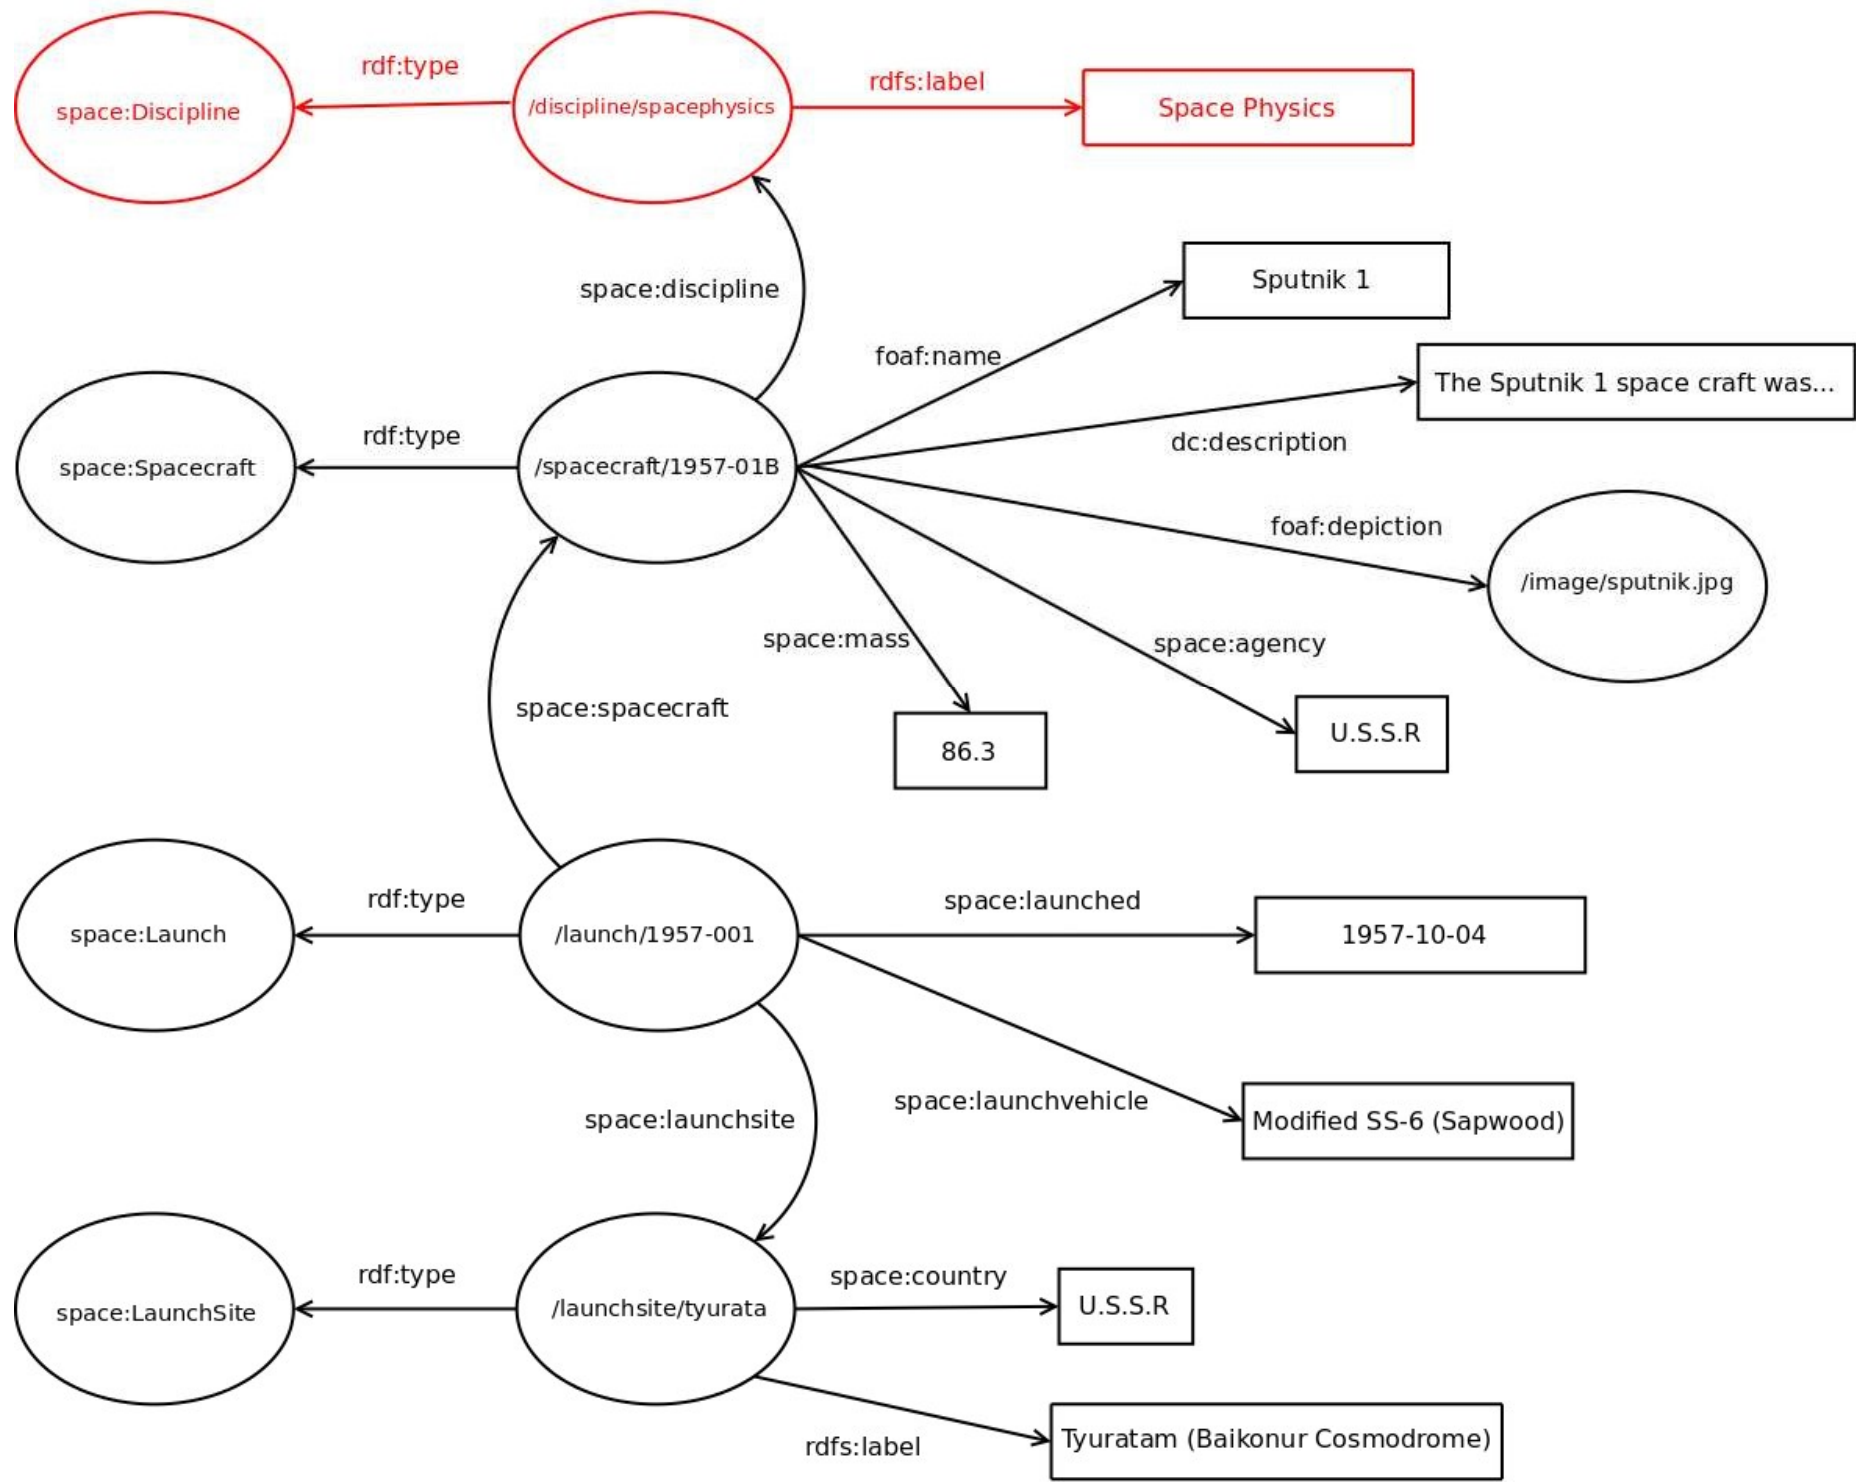 rdf:type
rdfs:label
space:Discipline
/discipline/spacephysics
Space Physics
space:discipline
Sputnik 1
foaf:name
The Sputnik 1 space craft was...
rdf:type
dc:description
space:Spacecraft
/spacecraft/1957-01B
foaf:depiction
/image/sputnik.jpg
space:mass
space:agency
space:spacecraft
U.S.S.R
86.3
rdf:type
space:launched
space:Launch
/launch/1957-001
1957-10-04
space:launchsite
space:launchvehicle
Modified SS-6 (Sapwood)
rdf:type
space:country
space:LaunchSite
/launchsite/tyurata
U.S.S.R
rdfs:label
Tyuratam (Baikonur Cosmodrome)